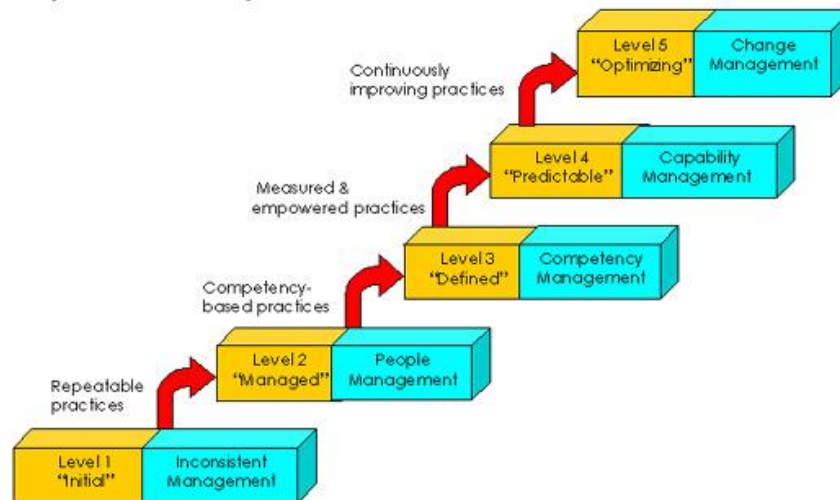 Level 5
"Optimizing"
Change
Management
Continuously
improving practices
Level 4
"Predictable"
Capability
Management
Measured &
empowered practices
Level 3
"Defined"
Competency
Management
Competency-
based practices
Level 2
"Managed"
People
Management
Repeatable
practices
Level 1
"Initial"
Inconsistent
Management